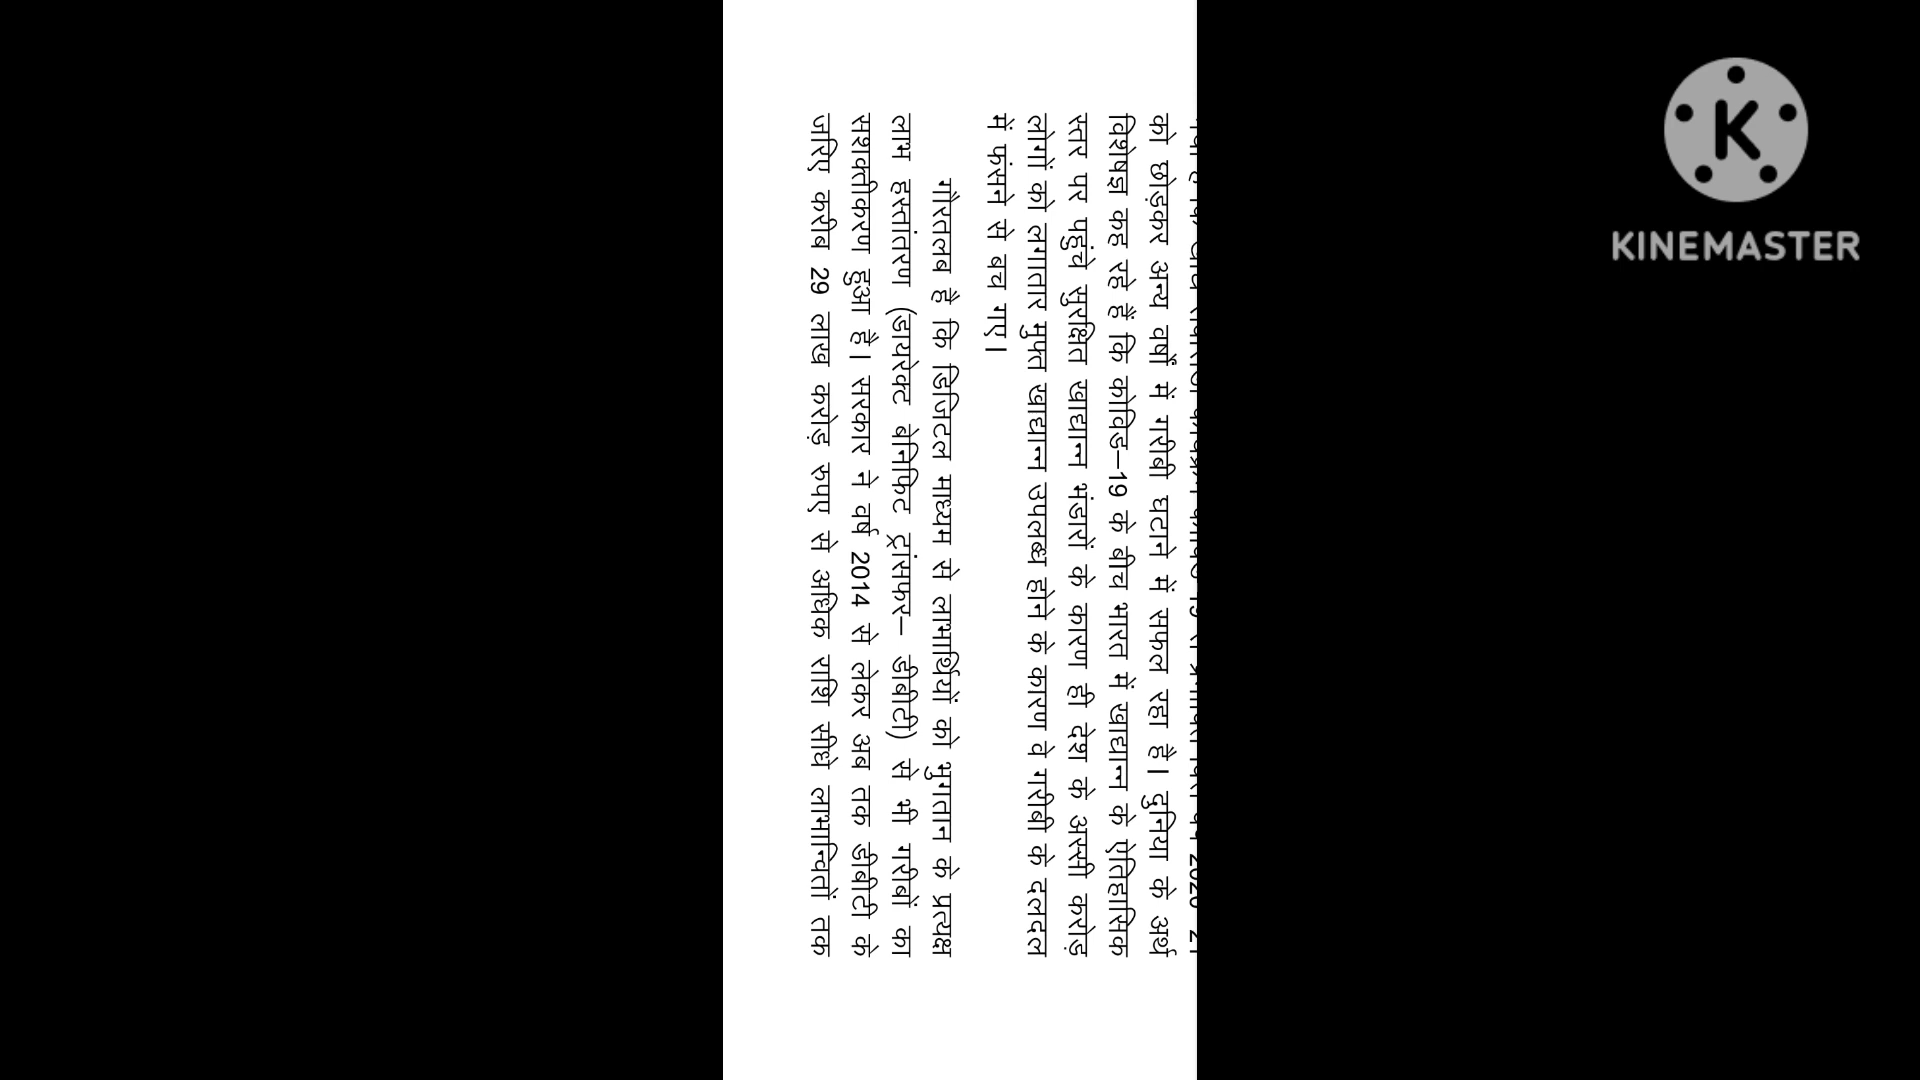 2020 21
को छोड़कर अन्य वर्षों में गरीबी घटाने में सफल रहा है। दुनिया के अर्थ
विशेषज्ञ कह रहे हैं कि कोविड–19 के बीच भारत में खाद्यान्न के ऐतिहासिक
स्तर पर पहुंचे सुरक्षित खाद्यान्न भंडारों के कारण ही देश के अस्सी करोड़
लोगों को लगातार मुफ्त खाद्यान्न उपलब्ध होने के कारण वे गरीबी के दलदल
में फंसने से बच गए।
गौरतलब है कि डिजिटल माध्यम से लाभार्थियों को भुगतान के प्रत्यक्ष
लाभ हस्तांतरण (डायरेक्ट बेनिफिट ट्रांसफर– डीबीटी) से भी गरीबों का
सशक्तीकरण हुआ है। सरकार ने वर्ष 2014 से लेकर अब तक डीबीटी के
जरिए करीब 29 लाख करोड़ रुपए से अधिक राशि सीधे लाभान्वितों तक
KINEMASTER